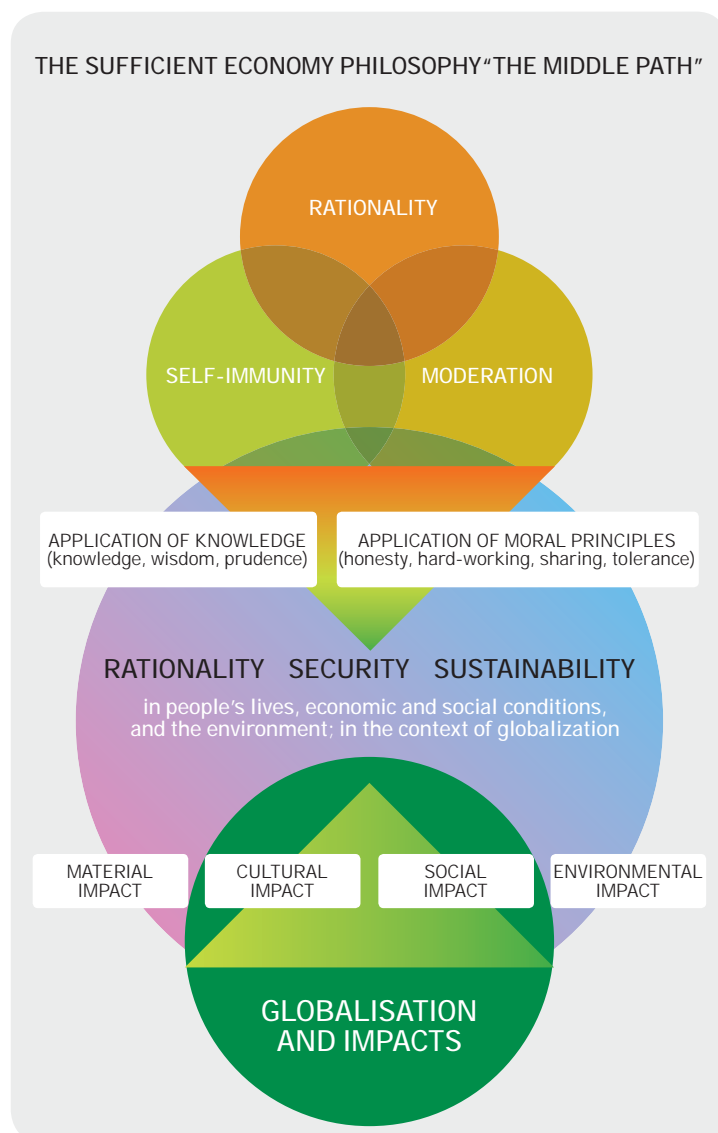 THE SUFFICIENT ECONOMY PHILOSOPHY “THE MIDDLE PATH”
RATIONALITY
SELF-IMMUNITY
MODERATION
APPLICATION OF KNOWLEDGE
(knowledge, wisdom, prudence)
APPLICATION OF MORAL PRINCIPLES
(honesty, hard-working, sharing, tolerance)
RATIONALITY SECURITY SUSTAINABILITY
in people’s lives, economic and social conditions,
and the environment; in the context of globalization
MATERIAL
IMPACT
CULTURAL
IMPACT
SOCIAL
IMPACT
ENVIRONMENTAL
IMPACT
GLOBALISATION
AND IMPACTS